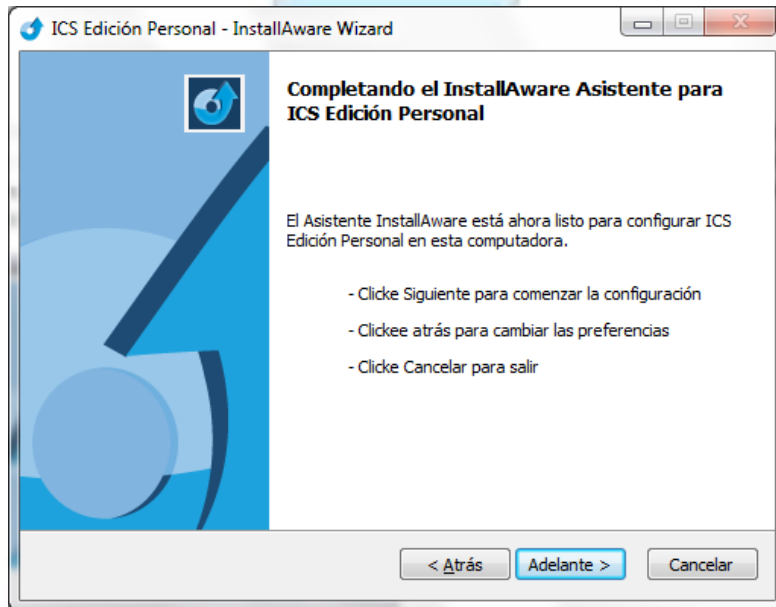 ICS Edición Personal - InstallAware Wizard
Completando el InstallAware Asistente para
ICS Edición Personal
El Asistente InstallAware está ahora listo para configurar ICS
Edición Personal en esta computadora.
- Clicke Siguiente para comenzar la configuración
- Clickee atrás para cambiar las preferencias
- Clicke Cancelar para salir
< Atrás Adelante > Cancelar